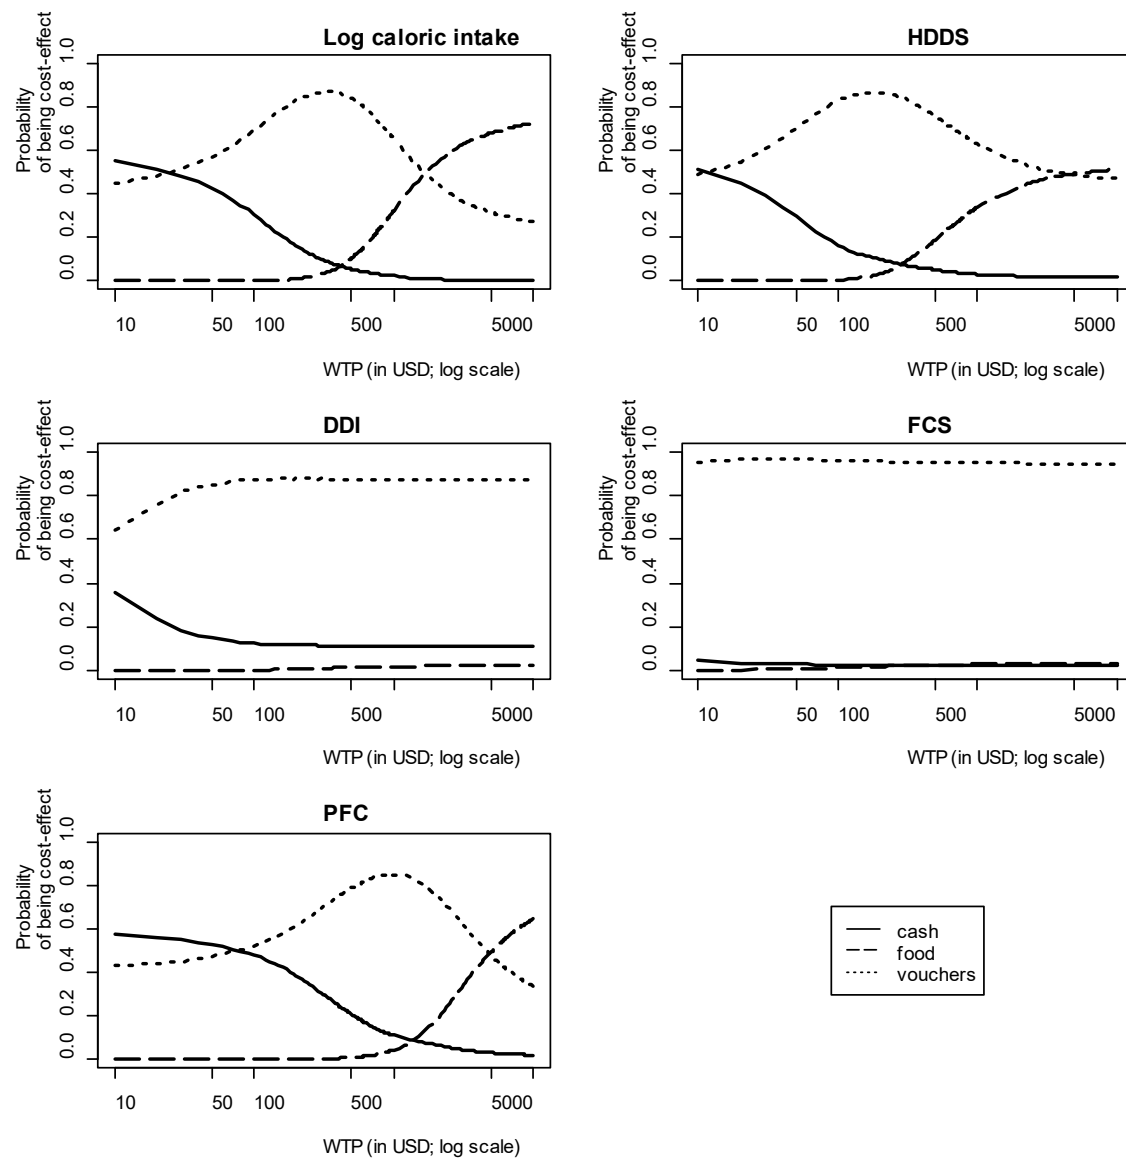 Log caloric intake
Probability
of being cost-effect
0.0 0.2 0.4 0.6 0.8 1.0
10 50 100 500 5000
WTP (in USD; log scale)
HDDS
Probability
of being cost-effect
0.0 0.2 0.4 0.6 0.8 1.0
10 50 100 500 5000
WTP (in USD; log scale)
DDI
Probability
of being cost-effect
0.0 0.2 0.4 0.6 0.8 1.0
10 50 100 500 5000
WTP (in USD; log scale)
FCS
Probability
of being cost-effect
0.0 0.2 0.4 0.6 0.8 1.0
10 50 100 500 5000
WTP (in USD; log scale)
PFC
Probability
of being cost-effect
0.0 0.2 0.4 0.6 0.8 1.0
10 50 100 500 5000
WTP (in USD; log scale)
cash
food
vouchers